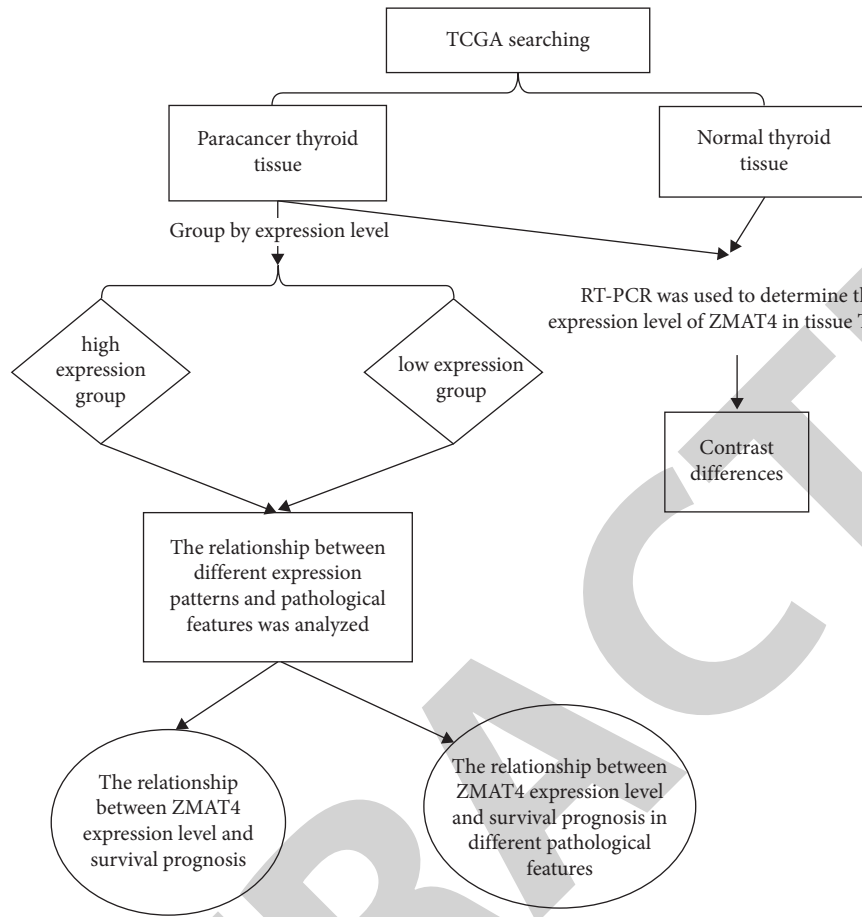 TCGA searching
Paracancer thyroid
tissue
Normal thyroid
tissue
Group by expression level
RT-PCR was used to determine th
expression level of ZMAT4 in tissue T
high
expression
group
low expression
group
Contrast
differences
The relationship between
different expression
patterns and pathological
features was analyzed
The relationship
between ZMAT4
expression level and
survival prognosis
The relationship between
ZMAT4 expression level
and survival prognosis in
different pathological
features
RACT